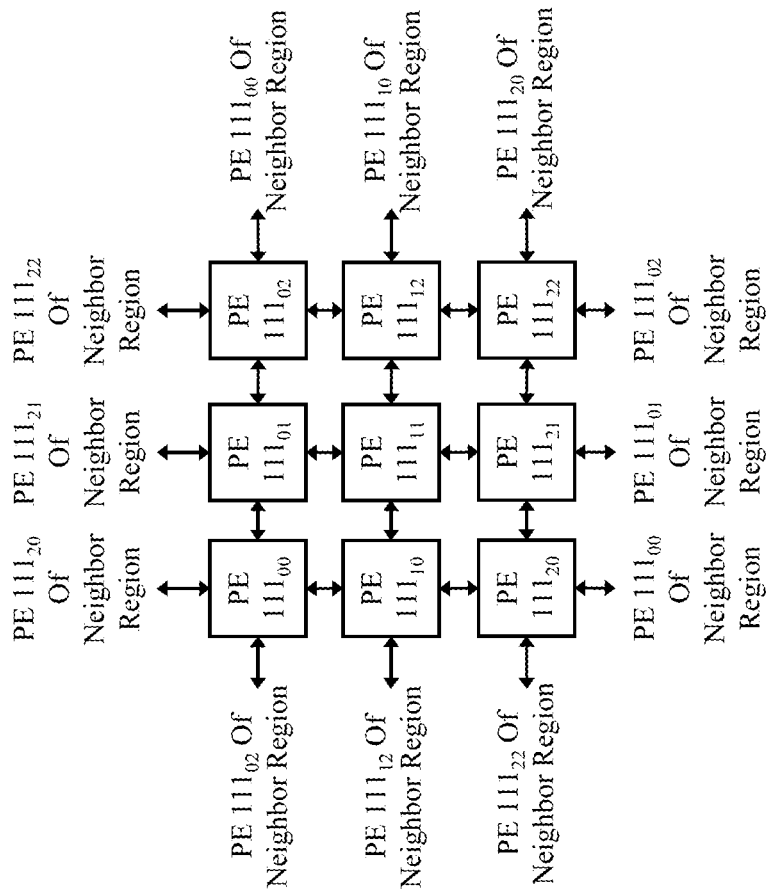 PE 111₂₀
Of
Neighbor
Region
PE 111₂₁
Of
Neighbor
Region
PE 111₂₂
Of
Neighbor
Region
PE 111₀₂ Of
Neighbor Region
PE
111₀₀
PE
111₀₁
PE
111₀₂
PE 111₀₀ Of
Neighbor Region
PE 111₁₂ Of
Neighbor Region
PE
111₁₀
PE
111₁₁
PE
111₁₂
PE 111₁₀ Of
Neighbor Region
PE 111₂₂ Of
Neighbor Region
PE
111₂₀
PE
111₂₁
PE
111₂₂
PE 111₂₀ Of
Neighbor Region
PE 111₀₀
Of
Neighbor
Region
PE 111₀₁
Of
Neighbor
Region
PE 111₀₂
Of
Neighbor
Region